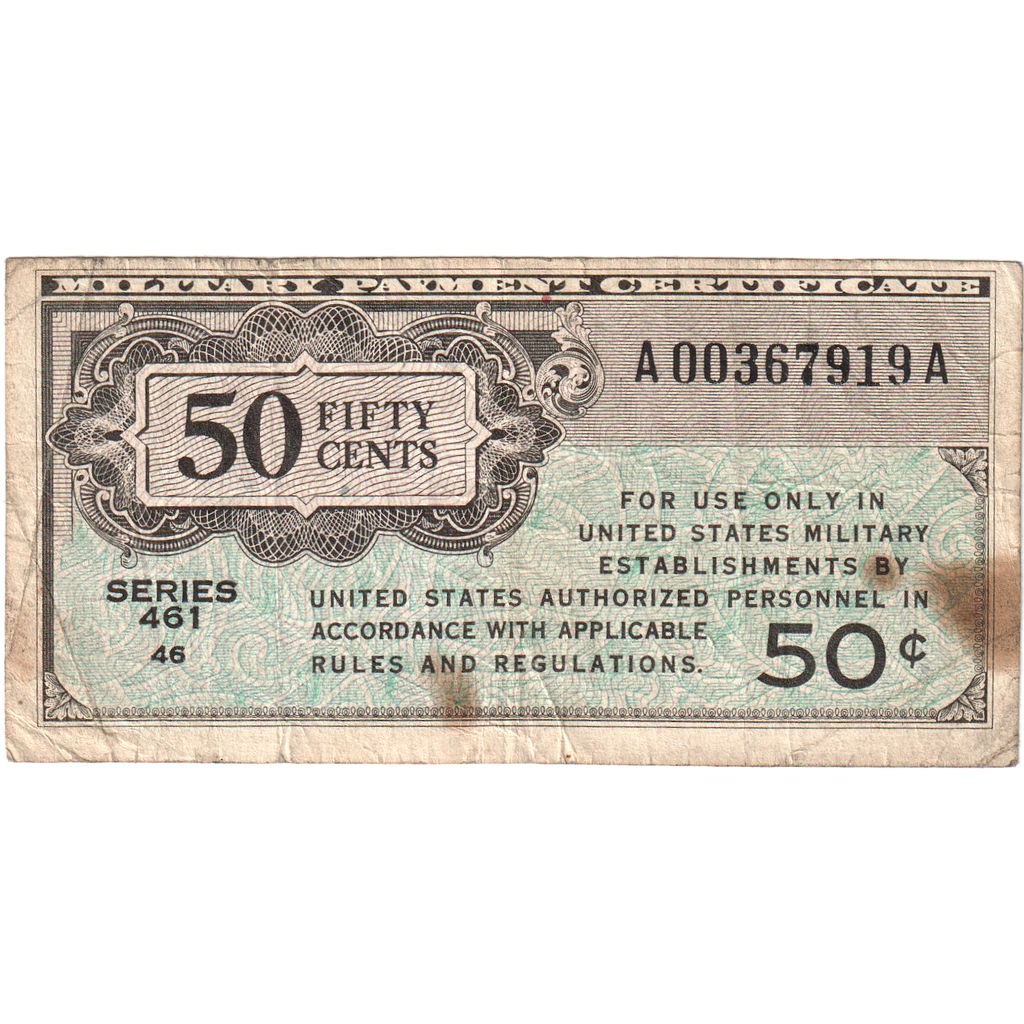 MILITARY PAYMENT CERTIFICATE
A00367919A
50 FIFTY CENTS
FOR USE ONLY IN
UNITED STATES MILITARY
ESTABLISHMENTS BY
UNITED STATES AUTHORIZED PERSONNEL IN
ACCORDANCE WITH APPLICABLE
RULES AND REGULATIONS.
SERIES
461
46
50¢